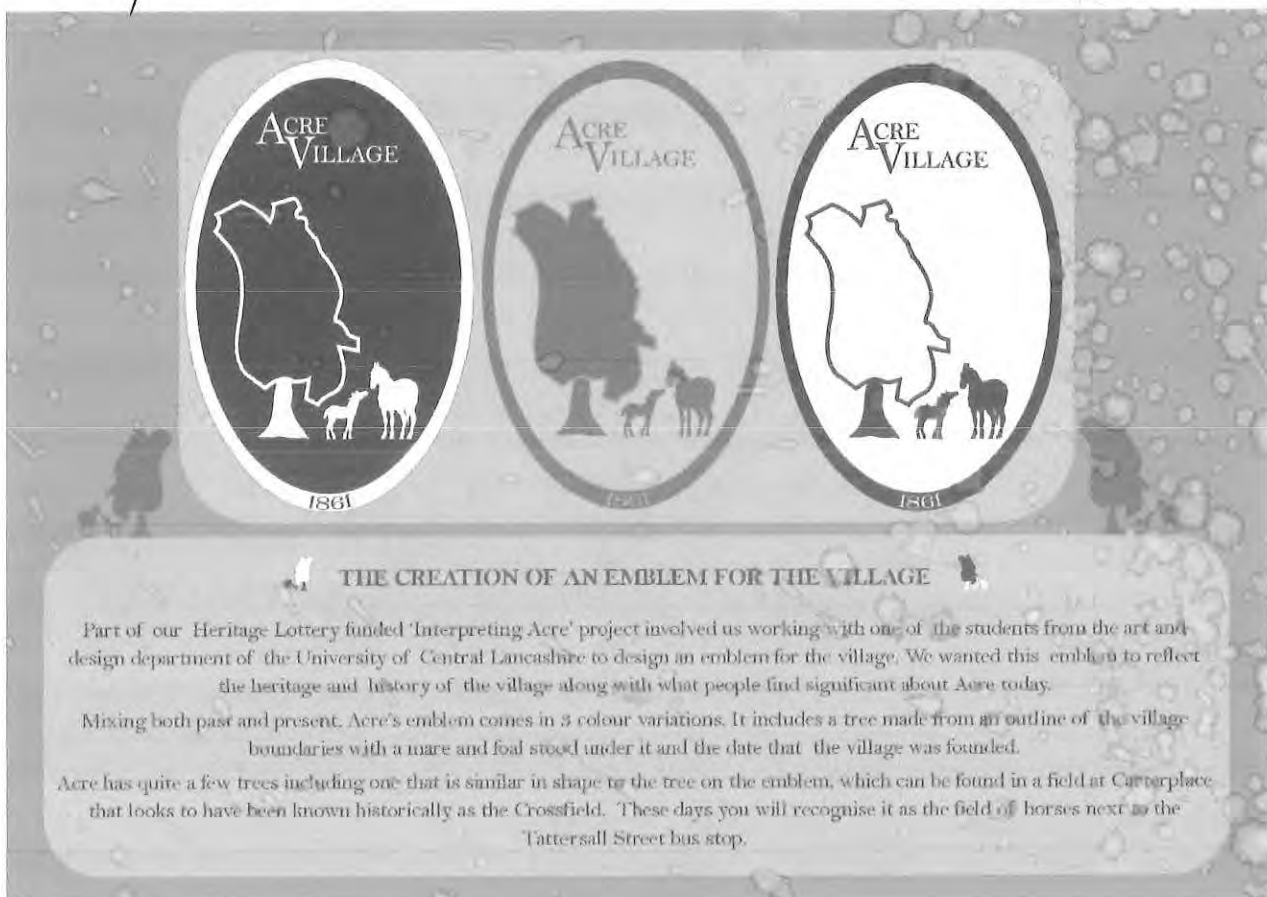 ACRE
VILLAGE
1861
ACRE
VILLAGE
1861
ACRE
VILLAGE
1861
THE CREATION OF AN EMBLEM FOR THE VILLAGE
Part of our Heritage Lottery funded 'Interpreting Acre' project involved us working with one of the students from the art and
design department of the University of Central Lancashire to design an emblem for the village. We wanted this emblem to reflect
the heritage and history of the village along with what people find significant about Acre today.
Mixing both past and present, Acre's emblem comes in 3 colour variations. It includes a tree made from an outline of the village
boundaries with a mare and foal stood under it and the date that the village was founded.
Acre has quite a few trees including one that is similar in shape to the tree on the emblem, which can be found in a field at Carterplace
that looks to have been known historically as the Crossfield. These days you will recognise it as the field of horses next to the
Tattersall Street bus stop.